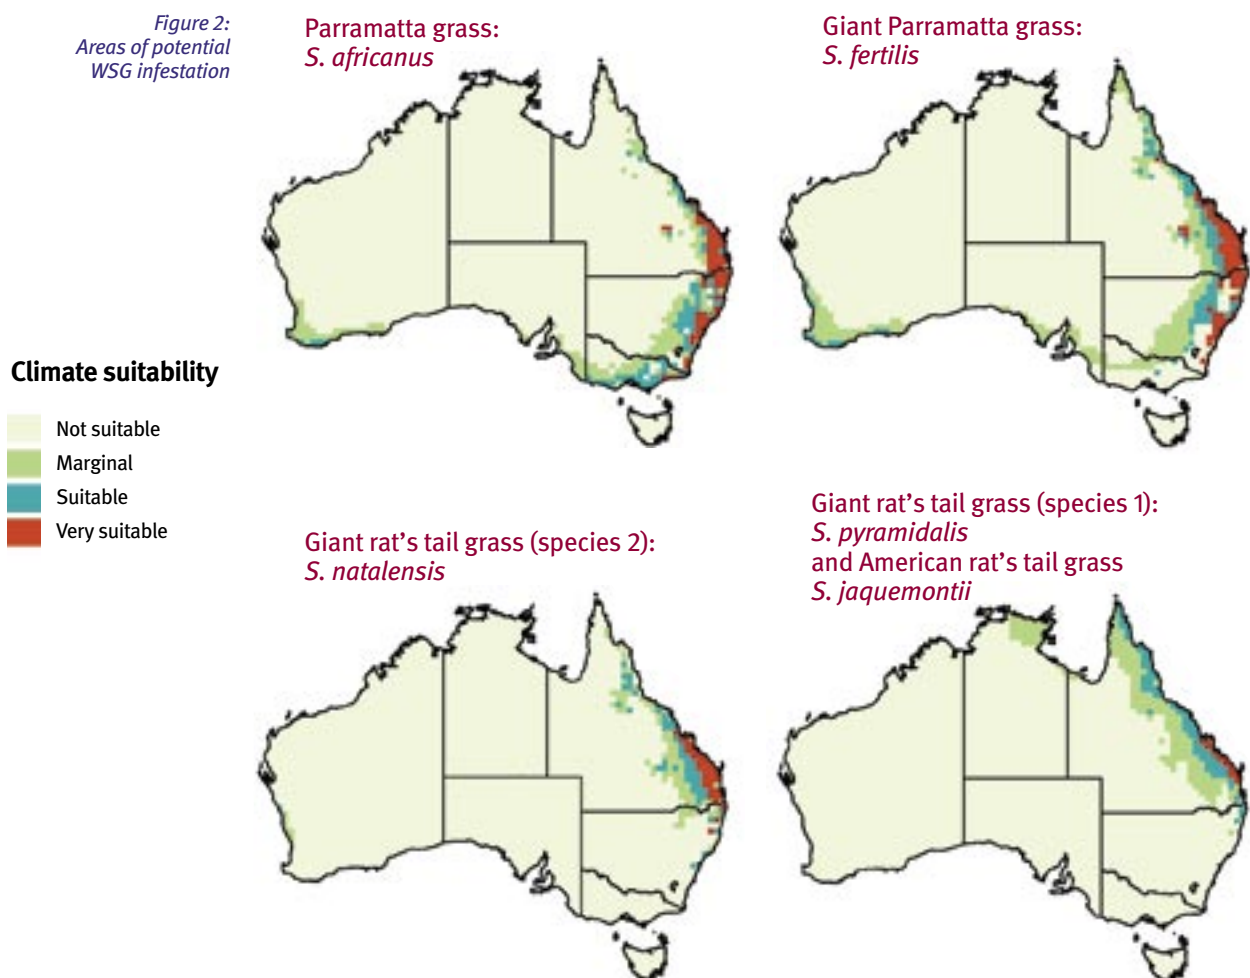 Figure 2:
Areas of potential
WSG infestation
Parramatta grass:
S. africanus
Giant Parramatta grass:
S. fertilis
Climate suitability
Not suitable
Marginal
Suitable
Very suitable
Giant rat’s tail grass (species 2):
S. natalensis
Giant rat’s tail grass (species 1):
S. pyramidalis
and American rat’s tail grass
S. jaquemontii